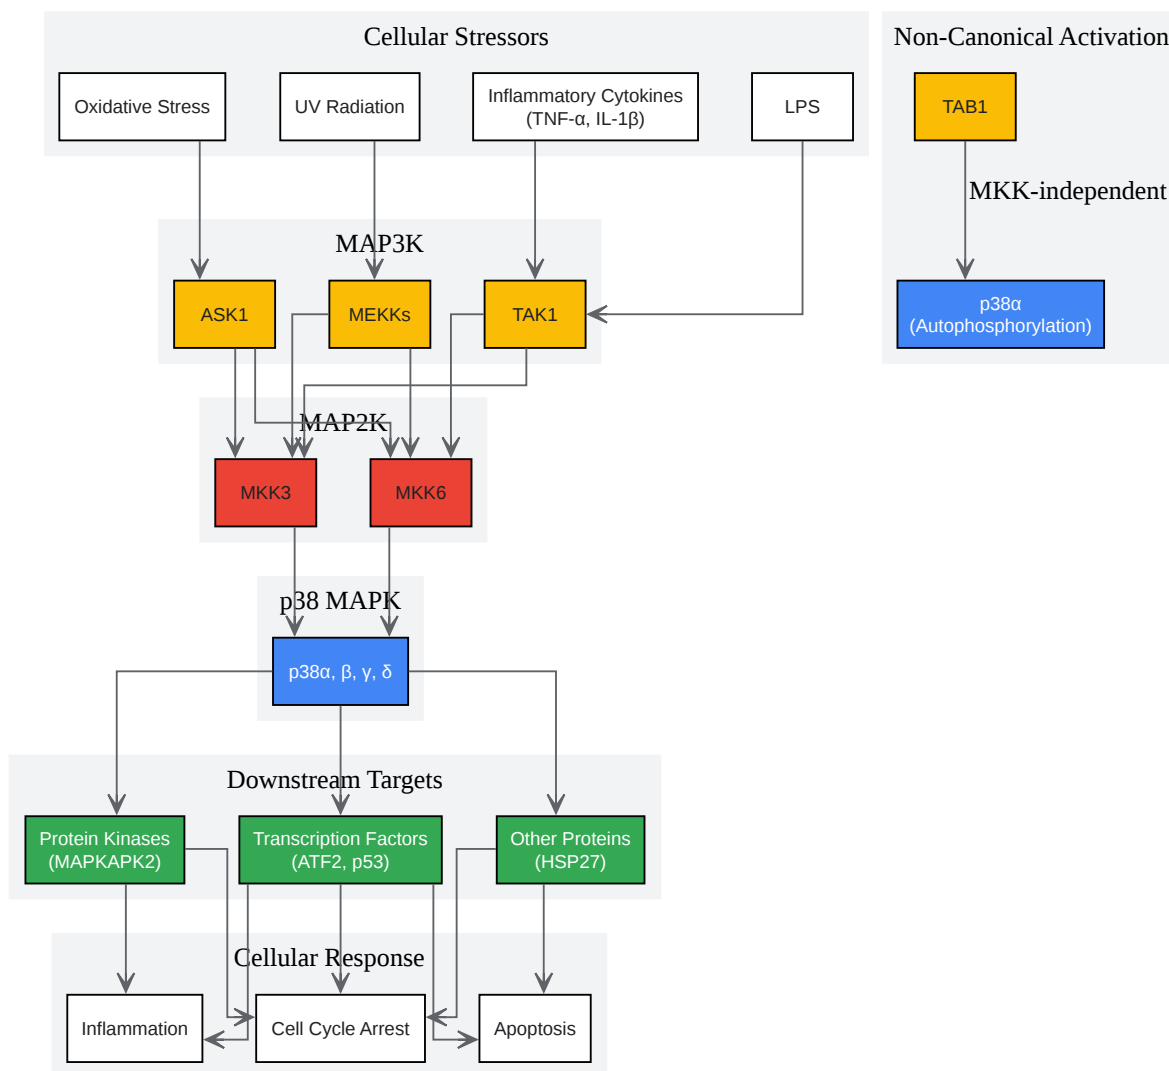 Cellular Stressors
Non-Canonical Activation
Oxidative Stress
UV Radiation
Inflammatory Cytokines
(TNF-α, IL-1β)
LPS
TAB1
MKK-independent
MAP3K
ASK1
MEKKs
TAK1
p38α
(Autophosphorylation)
MAP2K
MKK3
MKK6
p38 MAPK
p38α, β, γ, δ
Downstream Targets
Protein Kinases
(MAPKAPK2)
Transcription Factors
(ATF2, p53)
Other Proteins
(HSP27)
Cellular Response
Inflammation
Cell Cycle Arrest
Apoptosis